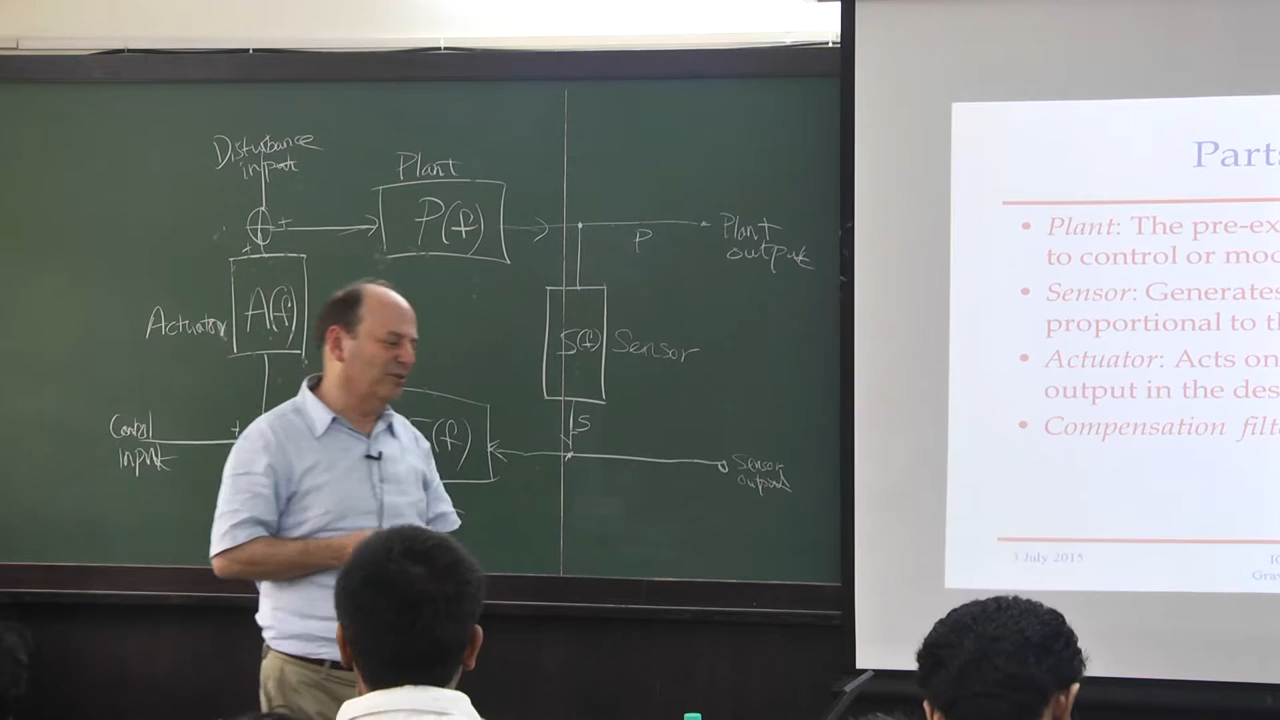 Disturbance
input
Plant
P(f)
+
+
Plant
output
P
Actuator
A(f)
S(f)
Sensor
Control
input
+
(f)
S
Sensor
output
Parts
Plant: The pre-ex
to control or mod
Sensor: Generates
proportional to th
Actuator: Acts on
output in the des
Compensation filt
3 July 2015
Grav